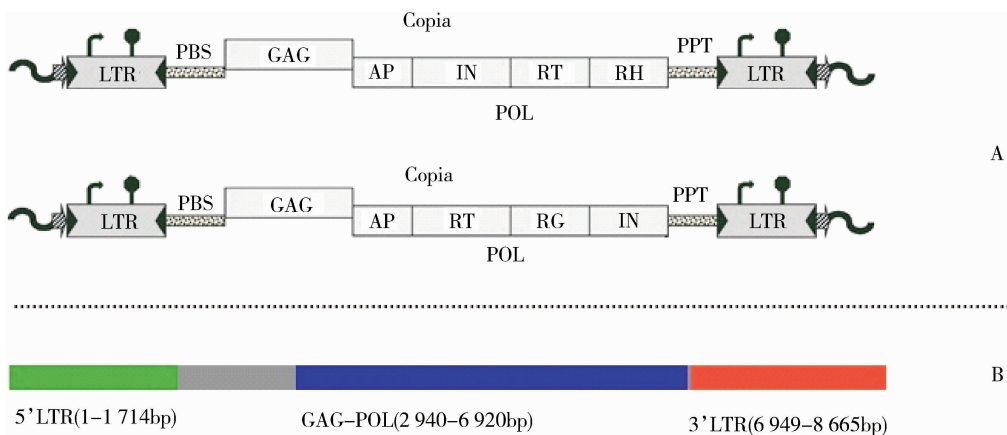 Copia
PBS GAG PPT
LTR AP IN RT RH LTR
POL
A
Copia
PBS GAG PPT
LTR AP RT RG IN LTR
POL
B
5’LTR(1–1 714bp) GAG–POL(2 940–6 920bp) 3’LTR(6 949–8 665bp)